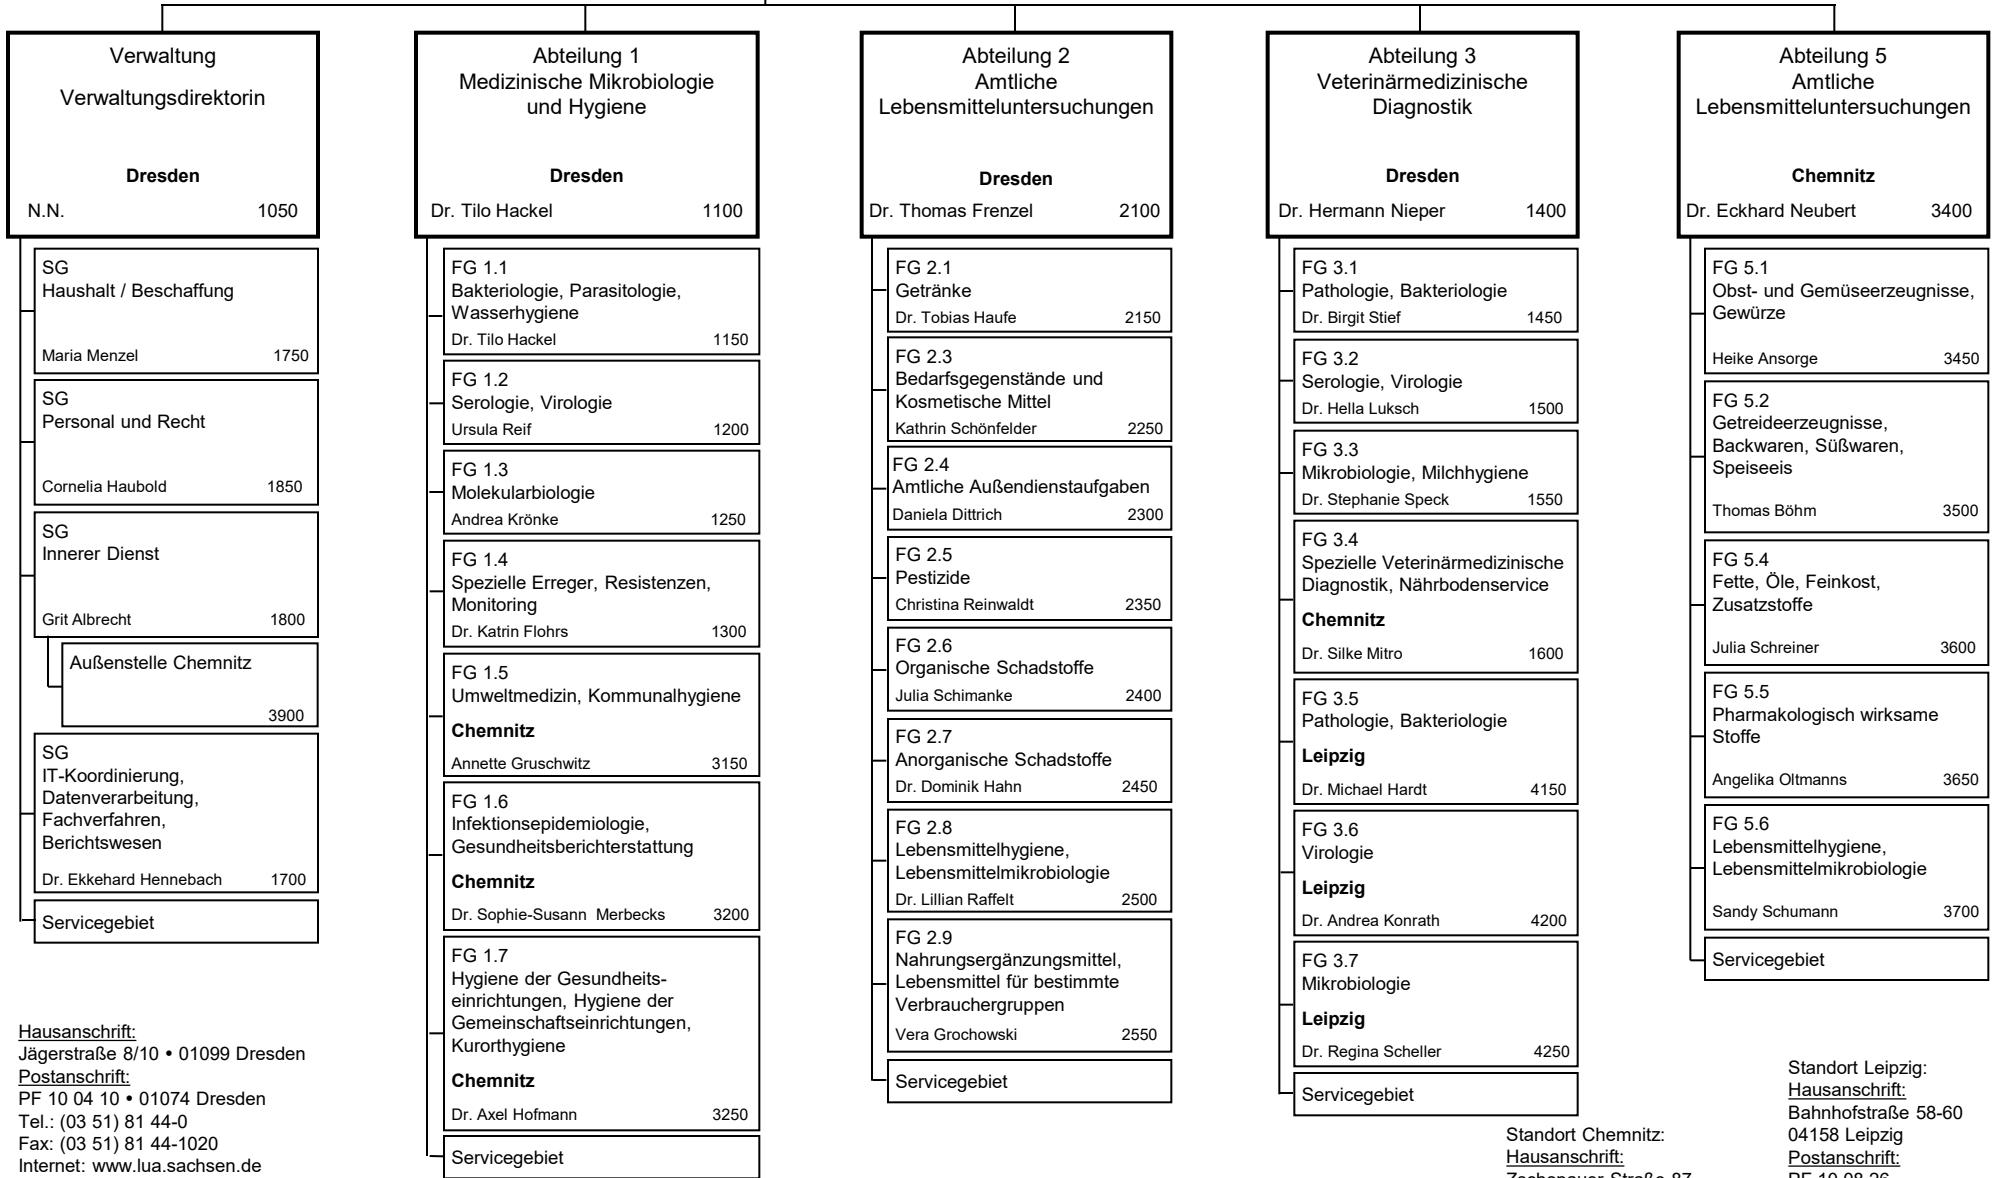 Verwaltung
Verwaltungsdirektorin
Dresden
N.N. 1050
SG
Haushalt / Beschaffung
Maria Menzel 1750
SG
Personal und Recht
Cornelia Haubold 1850
SG
Innerer Dienst
Grit Albrecht 1800
Außenstelle Chemnitz
3900
SG
IT-Koordinierung,
Datenverarbeitung,
Fachverfahren,
Berichtswesen
Dr. Ekkehard Hennebach 1700
Servicegebiet
Hausanschrift:
Jägerstraße 8/10 • 01099 Dresden
Postanschrift:
PF 10 04 10 • 01074 Dresden
Tel.: (03 51) 81 44-0
Fax: (03 51) 81 44-1020
Internet: www.lua.sachsen.de
Abteilung 1
Medizinische Mikrobiologie
und Hygiene
Dresden
Dr. Tilo Hackel 1100
FG 1.1
Bakteriologie, Parasitologie,
Wasserhygiene
Dr. Tilo Hackel 1150
FG 1.2
Serologie, Virologie
Ursula Reif 1200
FG 1.3
Molekularbiologie
Andrea Krönke 1250
FG 1.4
Spezielle Erreger, Resistenzen,
Monitoring
Dr. Katrin Flohrs 1300
FG 1.5
Umweltmedizin, Kommunalhygiene
Chemnitz
Annette Gruschwitz 3150
FG 1.6
Infektionsepidemiologie,
Gesundheitsberichterstattung
Chemnitz
Dr. Sophie-Susann Merbecks 3200
FG 1.7
Hygiene der Gesundheits-
einrichtungen, Hygiene der
Gemeinschaftseinrichtungen,
Kurorthygiene
Chemnitz
Dr. Axel Hofmann 3250
Servicegebiet
Abteilung 2
Amtliche
Lebensmitteluntersuchungen
Dresden
Dr. Thomas Frenzel 2100
FG 2.1
Getränke
Dr. Tobias Haufe 2150
FG 2.3
Bedarfsgegenstände und
Kosmetische Mittel
Kathrin Schönfelder 2250
FG 2.4
Amtliche Außendienstaufgaben
Daniela Dittrich 2300
FG 2.5
Pestizide
Christina Reinwaldt 2350
FG 2.6
Organische Schadstoffe
Julia Schimanke 2400
FG 2.7
Anorganische Schadstoffe
Dr. Dominik Hahn 2450
FG 2.8
Lebensmittelhygiene,
Lebensmittelmikrobiologie
Dr. Lillian Raffelt 2500
FG 2.9
Nahrungsergänzungsmittel,
Lebensmittel für bestimmte
Verbrauchergruppen
Vera Grochowski 2550
Servicegebiet
Abteilung 3
Veterinärmedizinische
Diagnostik
Dresden
Dr. Hermann Nieper 1400
FG 3.1
Pathologie, Bakteriologie
Dr. Birgit Stief 1450
FG 3.2
Serologie, Virologie
Dr. Hella Luksch 1500
FG 3.3
Mikrobiologie, Milchhygiene
Dr. Stephanie Speck 1550
FG 3.4
Spezielle Veterinärmedizinische
Diagnostik, Nährbodenservice
Chemnitz
Dr. Silke Mitro 1600
FG 3.5
Pathologie, Bakteriologie
Leipzig
Dr. Michael Hardt 4150
FG 3.6
Virologie
Leipzig
Dr. Andrea Konrath 4200
FG 3.7
Mikrobiologie
Leipzig
Dr. Regina Scheller 4250
Servicegebiet
Abteilung 5
Amtliche
Lebensmitteluntersuchungen
Chemnitz
Dr. Eckhard Neubert 3400
FG 5.1
Obst- und Gemüseerzeugnisse,
Gewürze
Heike Ansorge 3450
FG 5.2
Getreideerzeugnisse,
Backwaren, Süßwaren,
Speiseeis
Thomas Böhm 3500
FG 5.4
Fette, Öle, Feinkost,
Zusatzstoffe
Julia Schreiner 3600
FG 5.5
Pharmakologisch wirksame
Stoffe
Angelika Oltmanns 3650
FG 5.6
Lebensmittelhygiene,
Lebensmittelmikrobiologie
Sandy Schumann 3700
Servicegebiet
Standort Chemnitz:
Hausanschrift:
Zschopauer Straße 87
Standort Leipzig:
Hausanschrift:
Bahnhofstraße 58-60
04158 Leipzig
Postanschrift:
PF 10 08 26